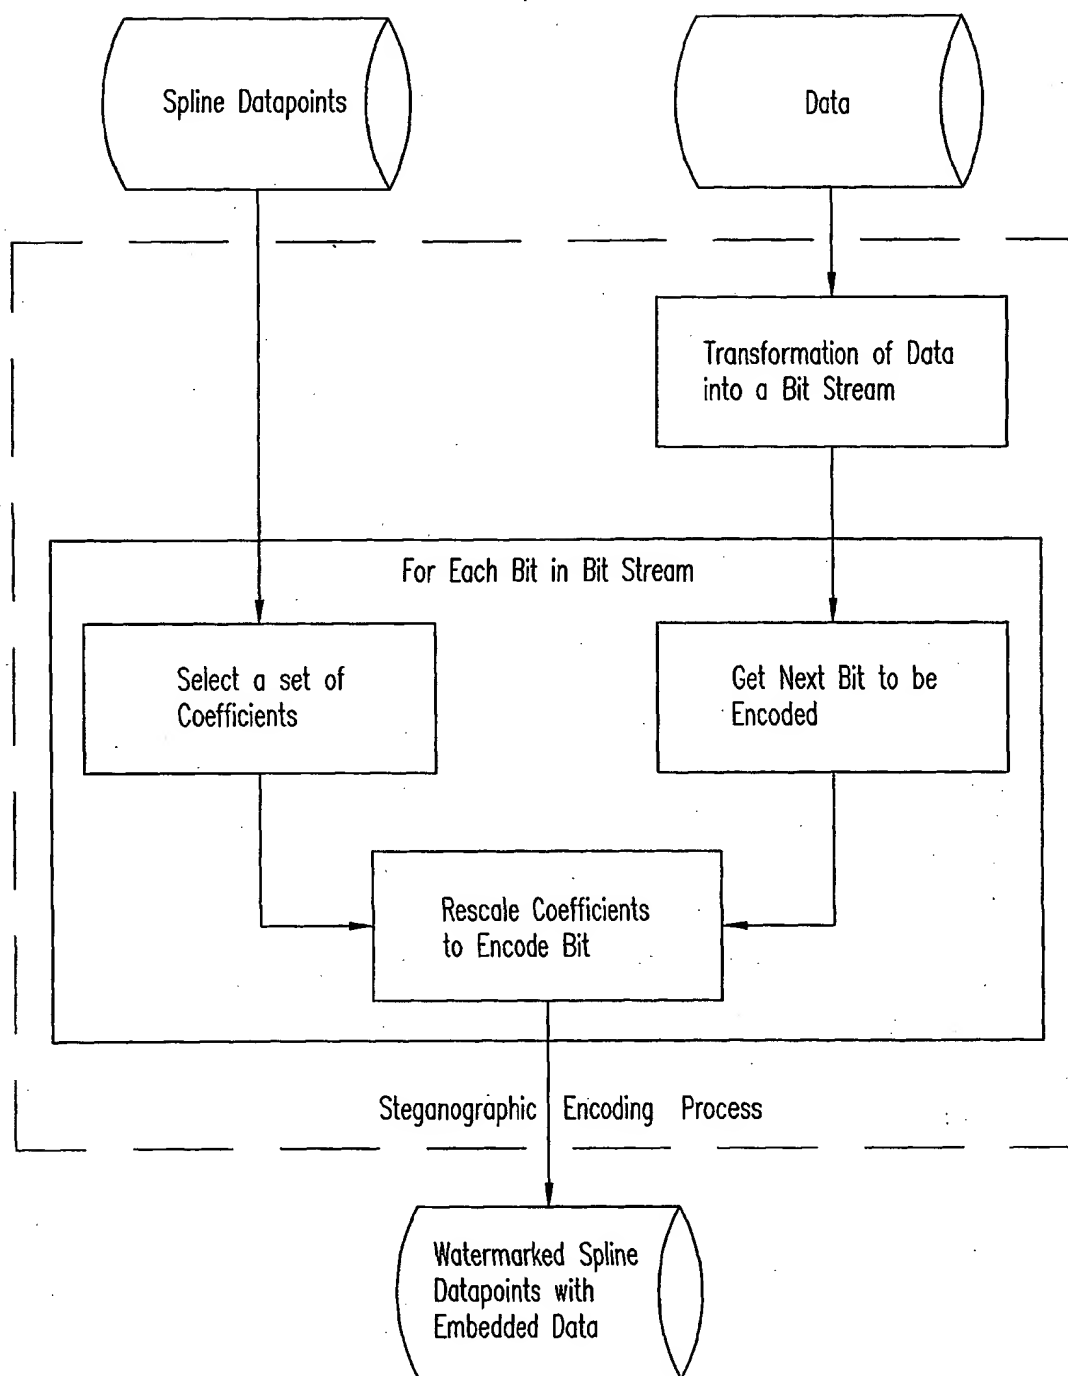 Spline Datapoints
Data
Transformation of Data
into a Bit Stream
For Each Bit in Bit Stream
Select a set of
Coefficients
Get Next Bit to be
Encoded
Rescale Coefficients
to Encode Bit
Steganographic Encoding Process
Watermarked Spline
Datapoints with
Embedded Data